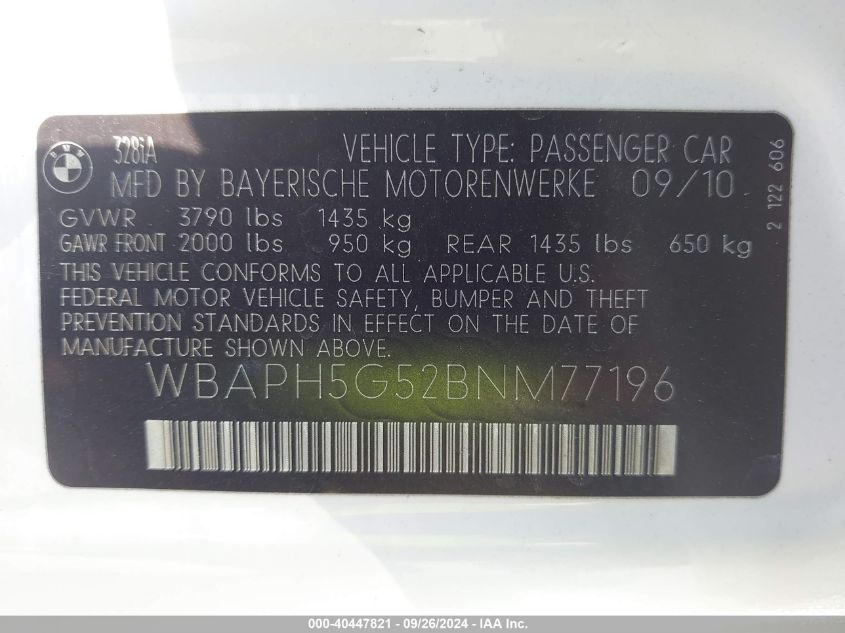 BMW
328iA VEHICLE TYPE: PASSENGER CAR
MFD BY BAYERISCHE MOTORENWERKE 09/10
GVWR 3790 lbs 1435 kg
GAWR FRONT 2000 lbs 950 kg REAR 1435 lbs 650 kg
THIS VEHICLE CONFORMS TO ALL APPLICABLE U.S.
FEDERAL MOTOR VEHICLE SAFETY, BUMPER AND THEFT
PREVENTION STANDARDS IN EFFECT ON THE DATE OF
MANUFACTURE SHOWN ABOVE.
WBAPH5G52BNM77196
2 122 606
000-40447821 - 09/26/2024 - IAA Inc.